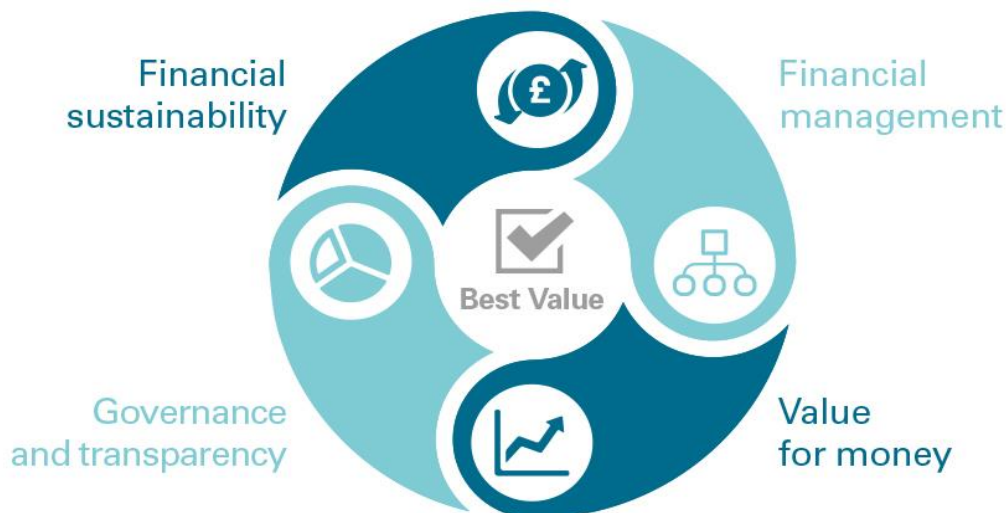 Financial
sustainability
£
Financial
management
Best Value
Governance
and transparency
Value
for money